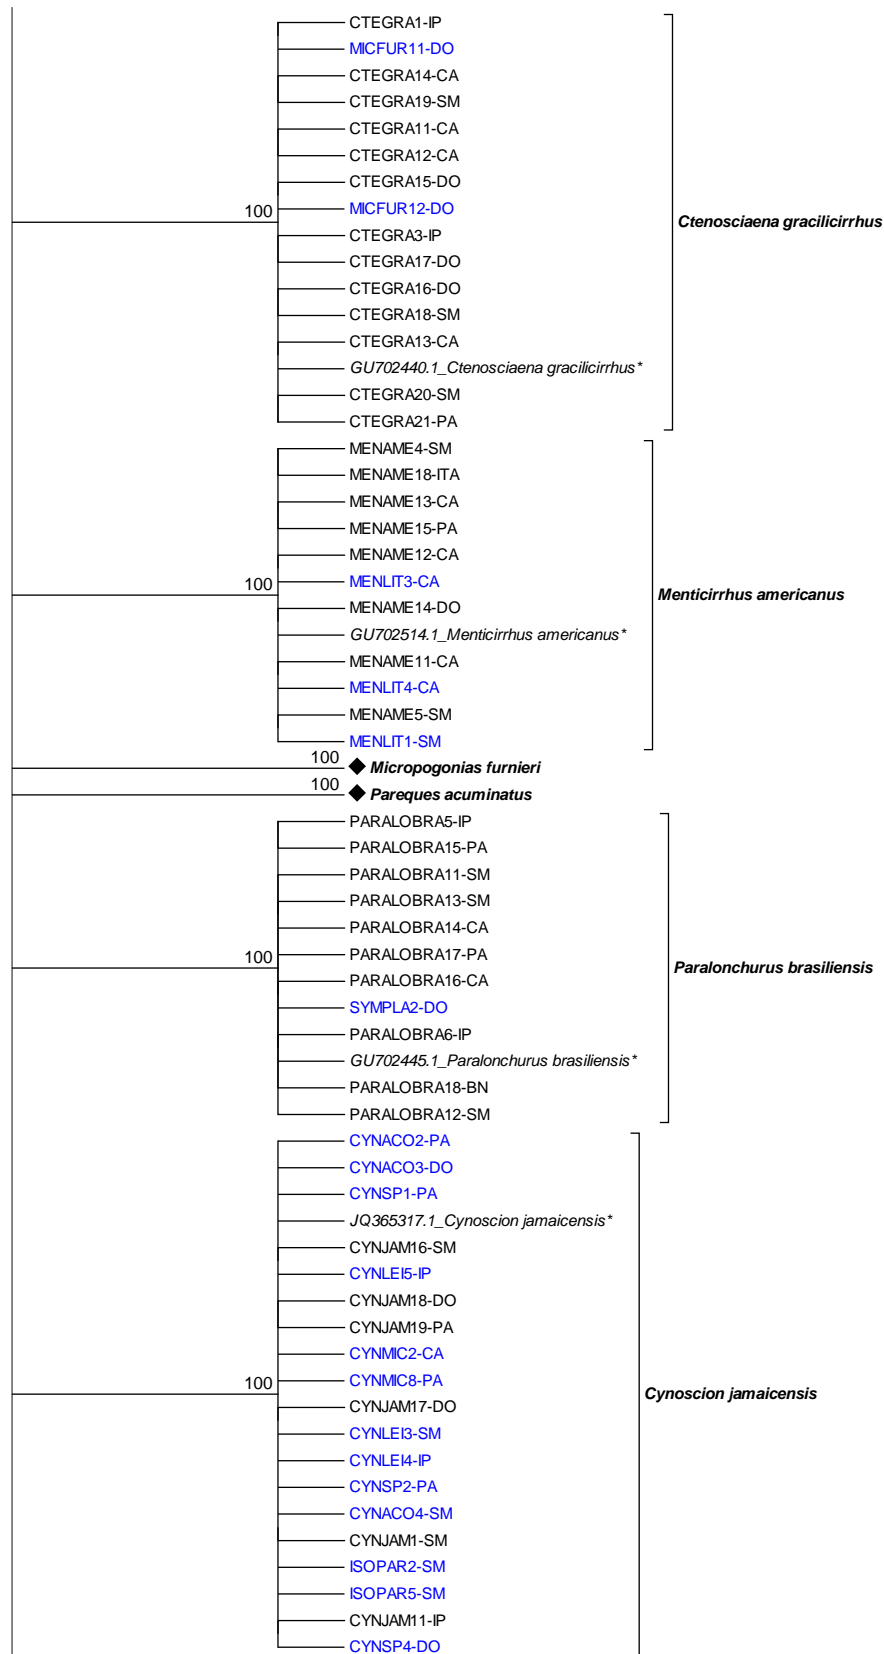 CTEGRA1-IP
MICFUR11-DO
CTEGRA14-CA
CTEGRA19-SM
CTEGRA11-CA
CTEGRA12-CA
CTEGRA15-DO
100
MICFUR12-DO
Ctenosciaena gracilicirrhus
CTEGRA3-IP
CTEGRA17-DO
CTEGRA16-DO
CTEGRA18-SM
CTEGRA13-CA
GU702440.1_Ctenosciaena gracilicirrhus*
CTEGRA20-SM
CTEGRA21-PA
MENAME4-SM
MENAME18-ITA
MENAME13-CA
MENAME15-PA
MENAME12-CA
100
MENLIT3-CA
Menticirrhus americanus
MENAME14-DO
GU702514.1_Menticirrhus americanus*
MENAME11-CA
MENLIT4-CA
MENAME5-SM
MENLIT1-SM
100
Micropogonias furnieri
100
Pareques acuminatus
PARALOBRA5-IP
PARALOBRA15-PA
PARALOBRA11-SM
PARALOBRA13-SM
PARALOBRA14-CA
100
PARALOBRA17-PA
Paralonchurus brasiliensis
PARALOBRA16-CA
SYMPLA2-DO
PARALOBRA6-IP
GU702445.1_Paralonchurus brasiliensis*
PARALOBRA18-BN
PARALOBRA12-SM
CYNACO2-PA
CYNACO3-DO
CYNSP1-PA
JQ365317.1_Cynoscion jamaicensis*
CYNJAM16-SM
CYNLEI5-IP
CYNJAM18-DO
CYNJAM19-PA
CYNMIC2-CA
100
CYNMIC8-PA
Cynoscion jamaicensis
CYNJAM17-DO
CYNLEI3-SM
CYNLEI4-IP
CYNSP2-PA
CYNACO4-SM
CYNJAM1-SM
ISOPAR2-SM
ISOPAR5-SM
CYNJAM11-IP
CYNSP4-DO